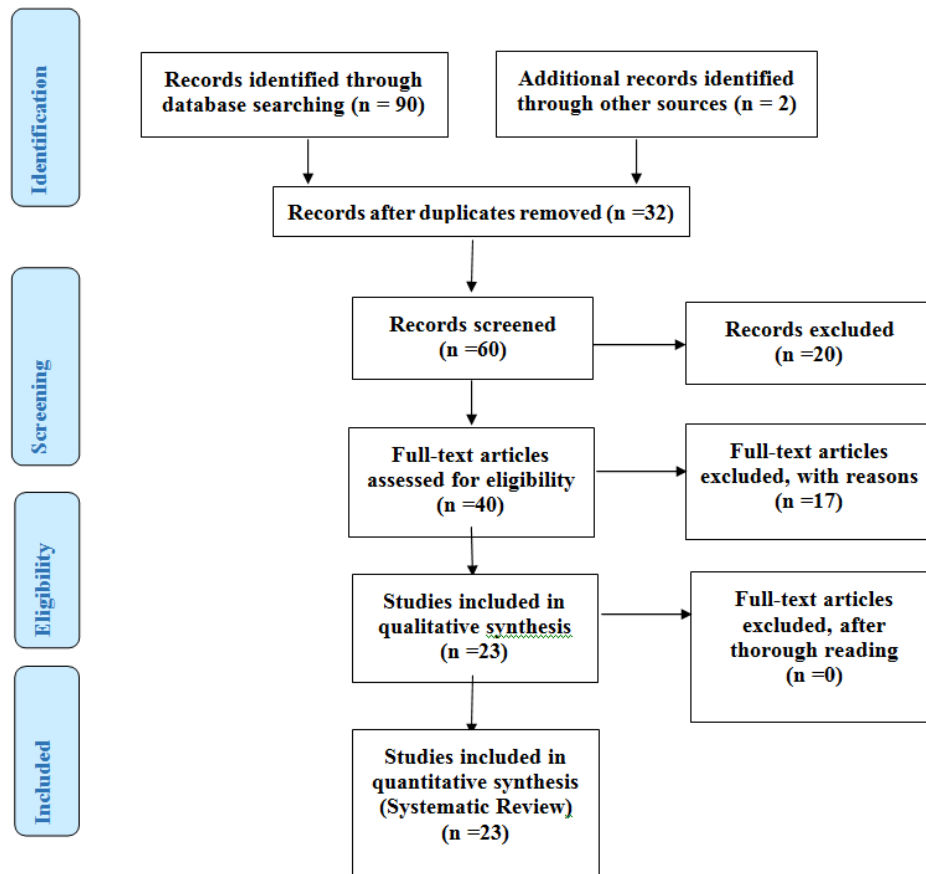 Identification
Records identified through
database searching (n = 90)
Additional records identified
through other sources (n = 2)
Records after duplicates removed (n =32)
Screening
Records screened
(n =60)
Records excluded
(n =20)
Full-text articles
assessed for eligibility
(n =40)
Full-text articles
excluded, with reasons
(n =17)
Eligibility
Studies included in
qualitative synthesis
(n =23)
Full-text articles
excluded, after
thorough reading
(n =0)
Included
Studies included in
quantitative synthesis
(Systematic Review)
(n =23)